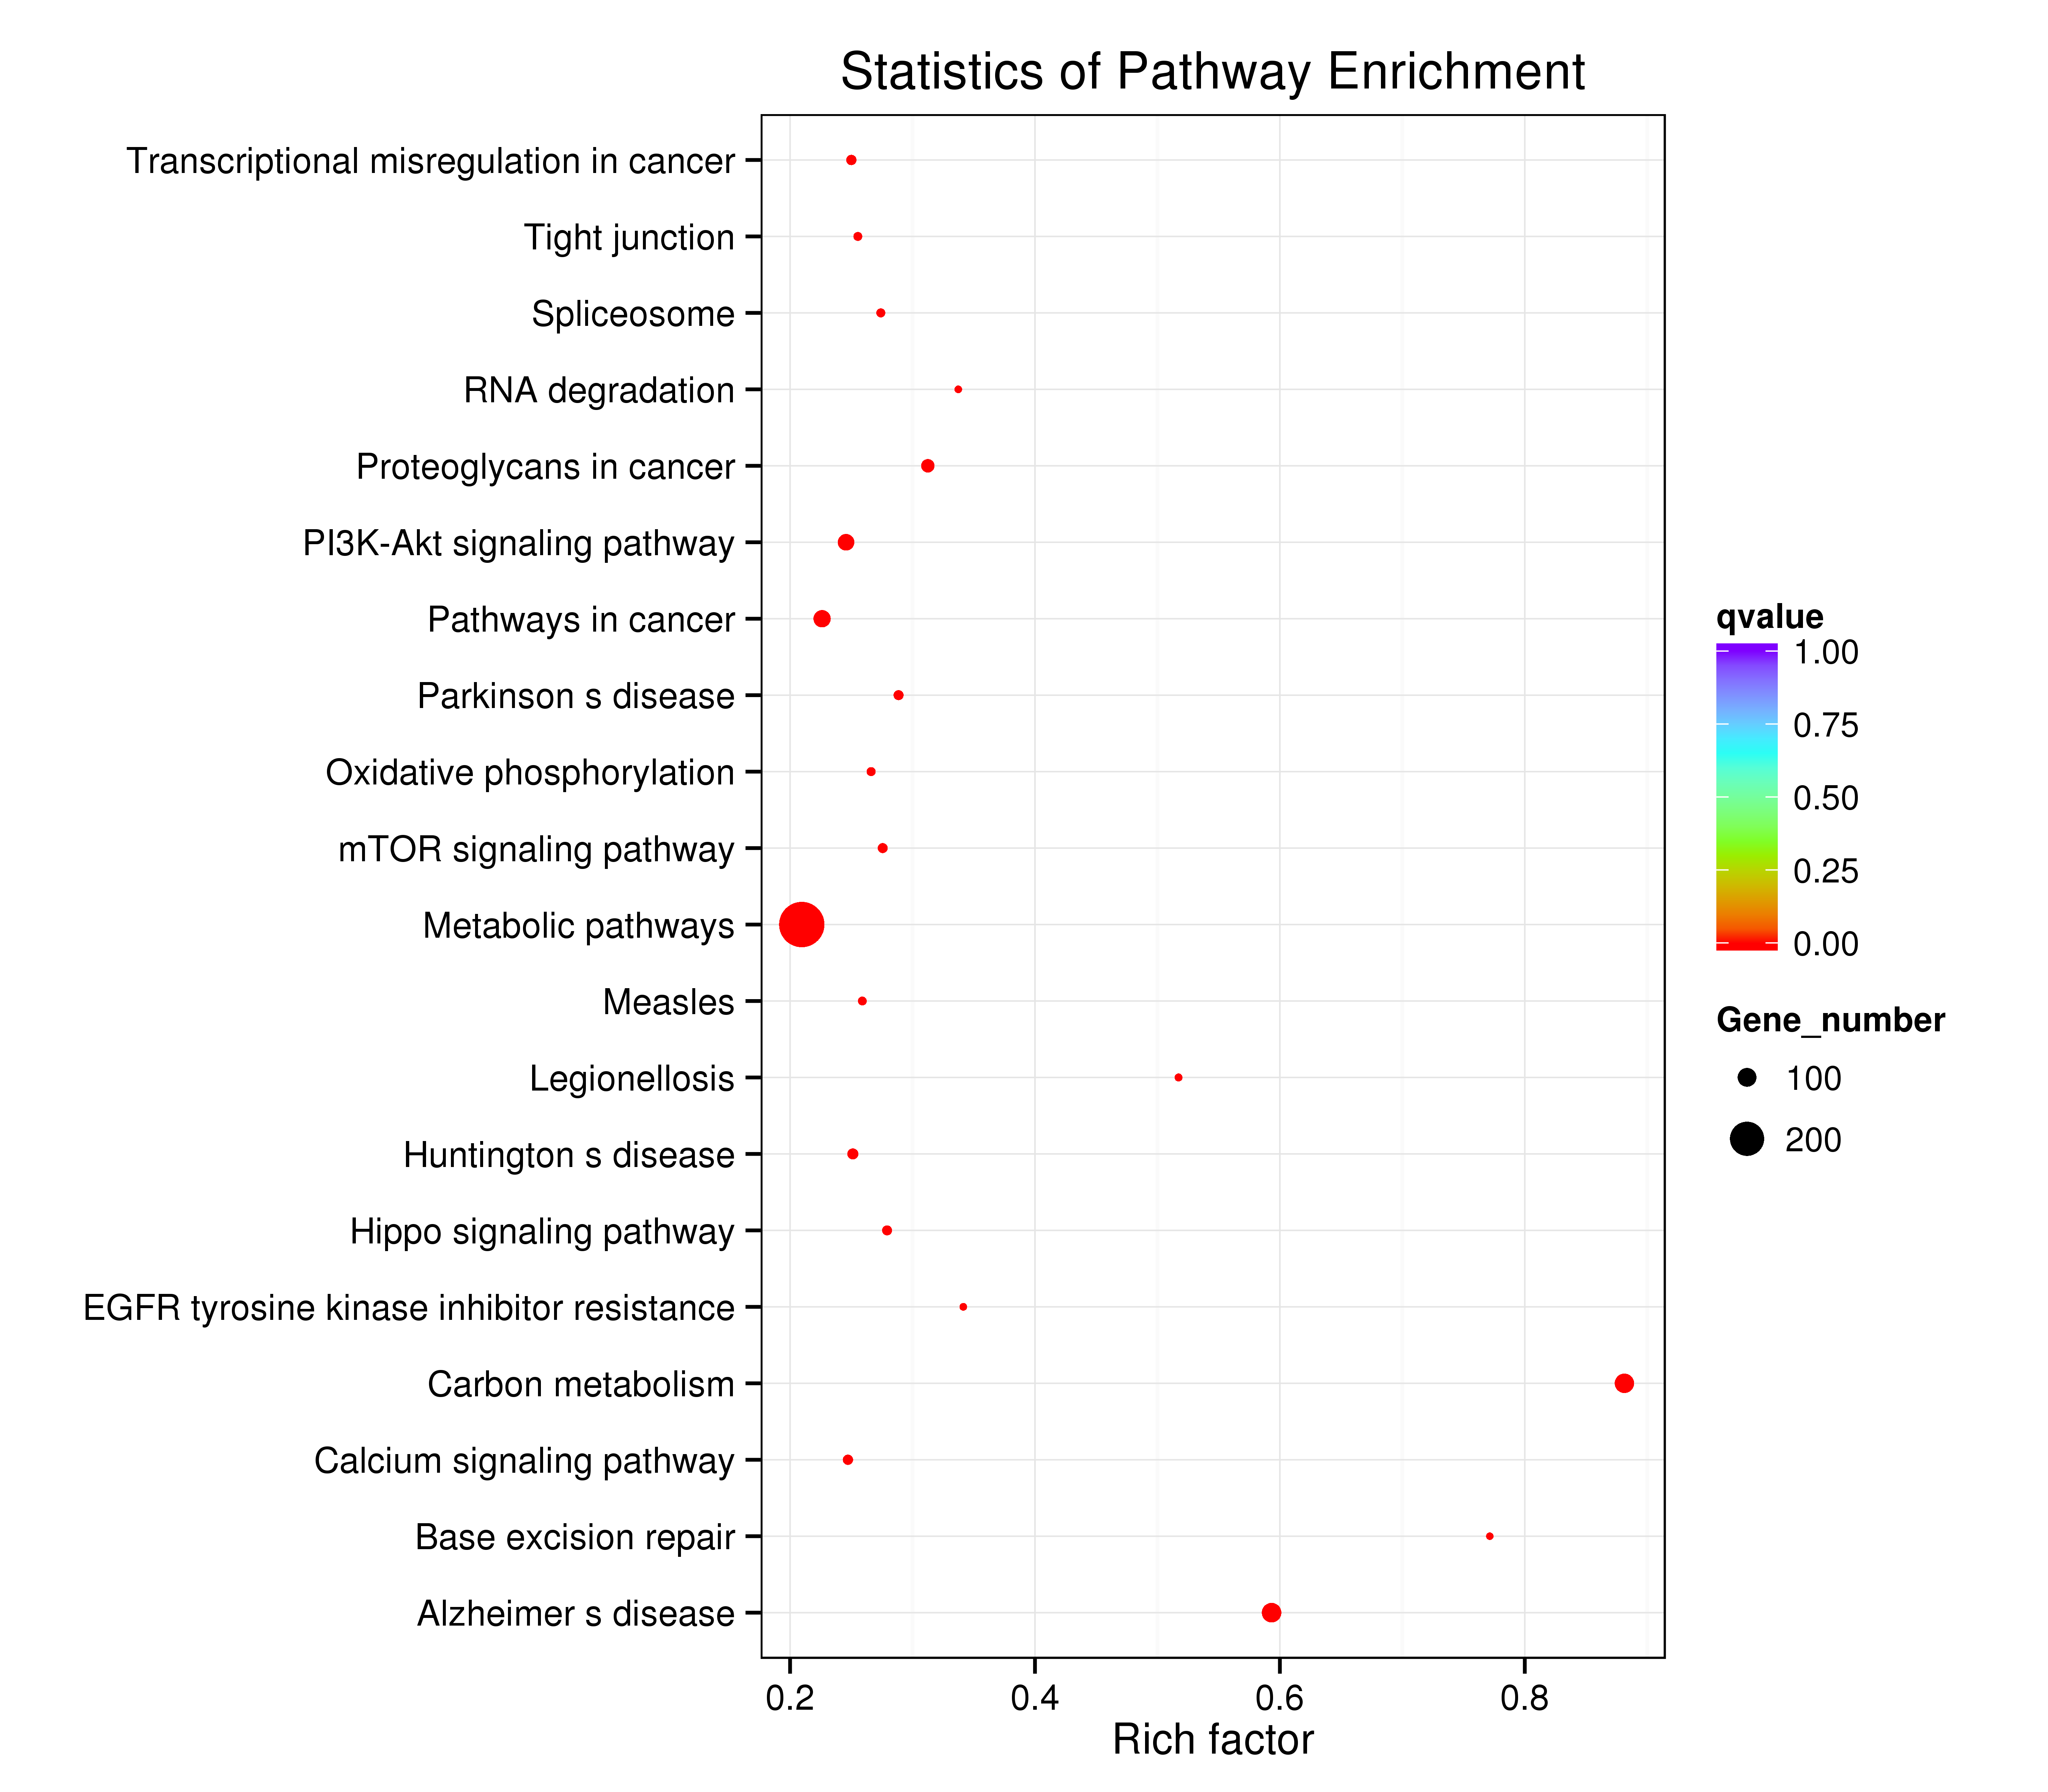 Statistics of Pathway Enrichment
Transcriptional misregulation in cancer
Tight junction
Spliceosome
RNA degradation
Proteoglycans in cancer
PI3K-Akt signaling pathway
Pathways in cancer
Parkinson s disease
Oxidative phosphorylation
mTOR signaling pathway
Metabolic pathways
Measles
Legionellosis
Huntington s disease
Hippo signaling pathway
EGFR tyrosine kinase inhibitor resistance
Carbon metabolism
Calcium signaling pathway
Base excision repair
Alzheimer s disease
0.2 0.4 0.6 0.8
Rich factor
qvalue
1.00
0.75
0.50
0.25
0.00
Gene_number
100
200